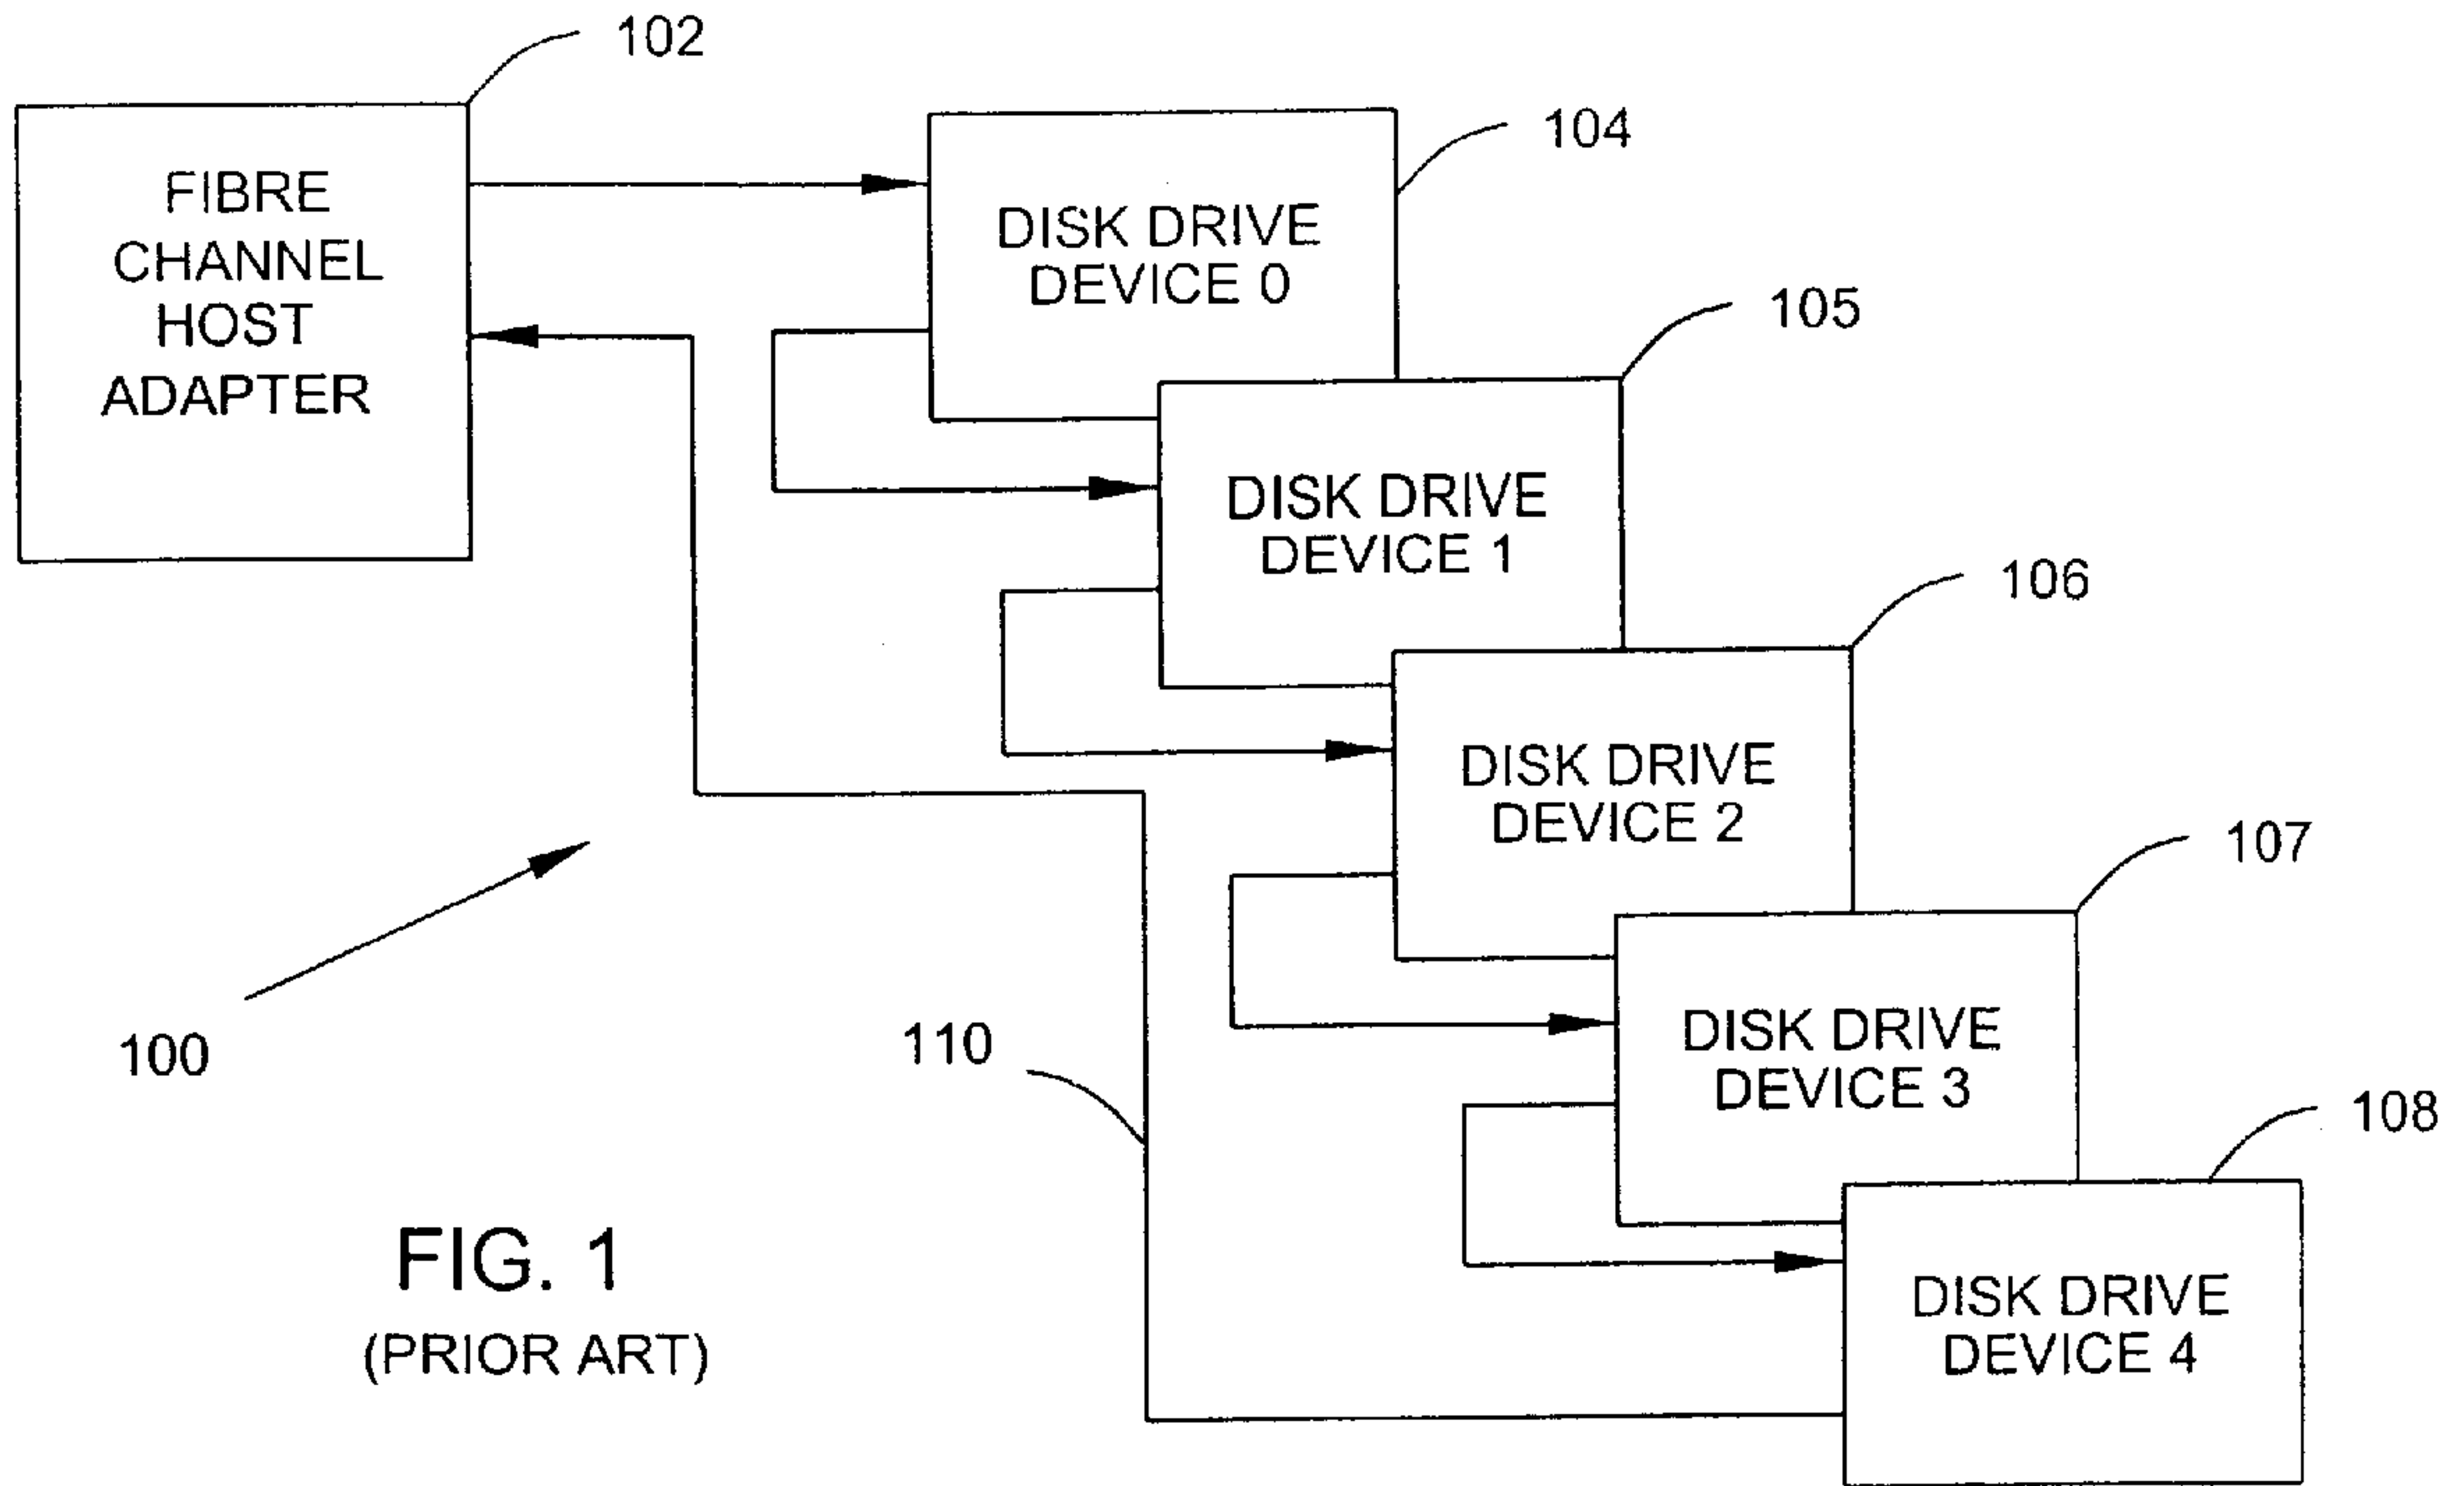 102
FIBRE
CHANNEL
HOST
ADAPTER
104
DISK DRIVE
DEVICE 0
105
DISK DRIVE
DEVICE 1
106
DISK DRIVE
DEVICE 2
107
DISK DRIVE
DEVICE 3
108
DISK DRIVE
DEVICE 4
110
100
FIG. 1
(PRIOR ART)